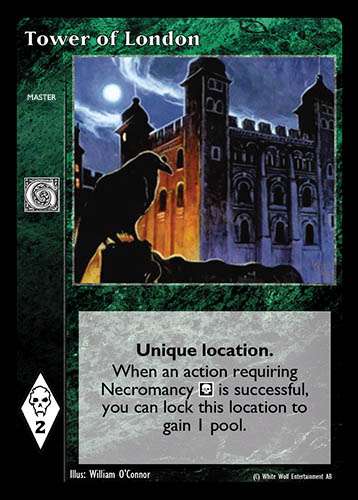 Tower of London
MASTER
Unique location.
When an action requiring
Necromancy is successful,
you can lock this location to
gain 1 pool.
2
Illus: William O'Connor
(C) White Wolf Entertainment AB